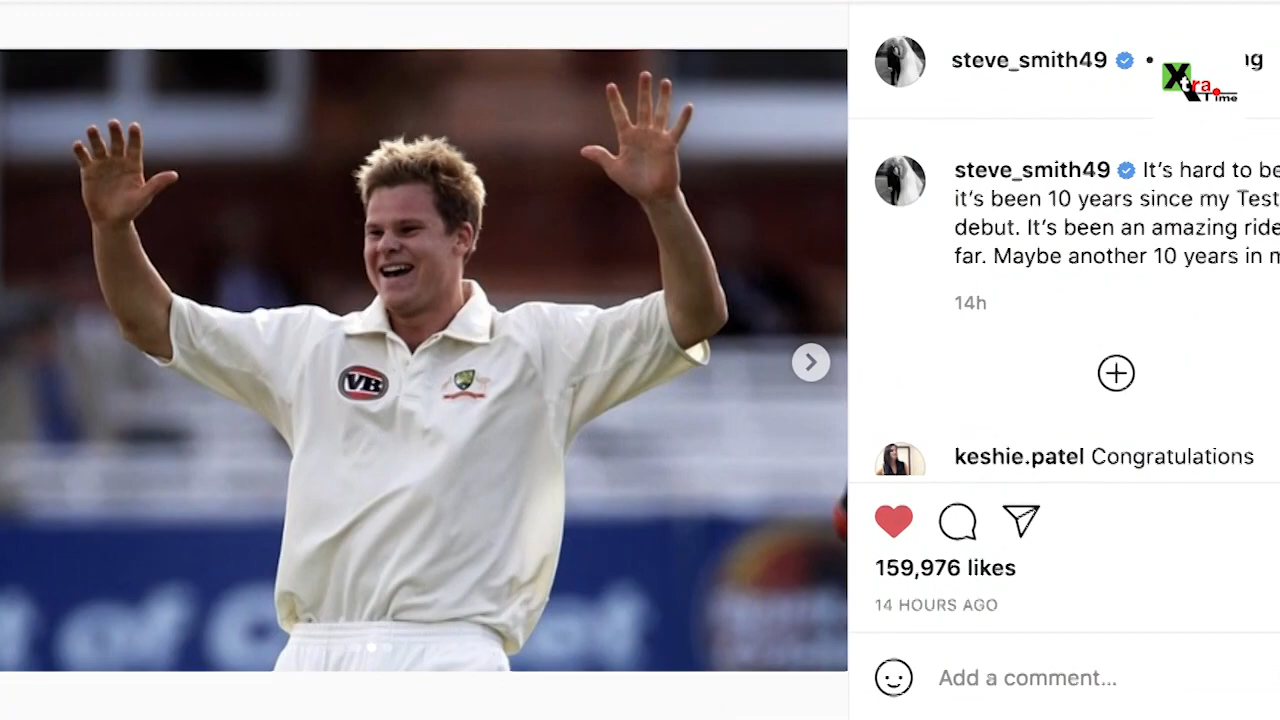 steve_smith49 •
Xtra Time
steve_smith49 It's hard to be
it's been 10 years since my Test
debut. It's been an amazing ride
far. Maybe another 10 years in
14h
VB
keshie.patel Congratulations
159,976 likes
14 HOURS AGO
Add a comment...